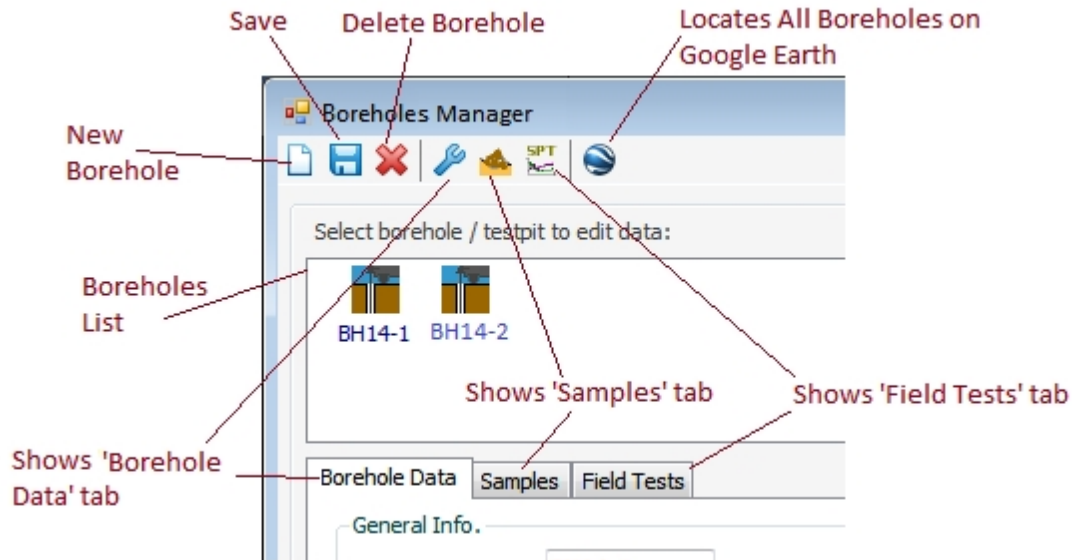 Save
Delete Borehole
Locates All Boreholes on
Google Earth
Boreholes Manager
New
Borehole
SPT
Select borehole / testpit to edit data:
Boreholes
List
BH14-1
BH14-2
Shows 'Samples' tab
Shows 'Field Tests' tab
Shows 'Borehole
Data' tab
Borehole Data
Samples
Field Tests
General Info.